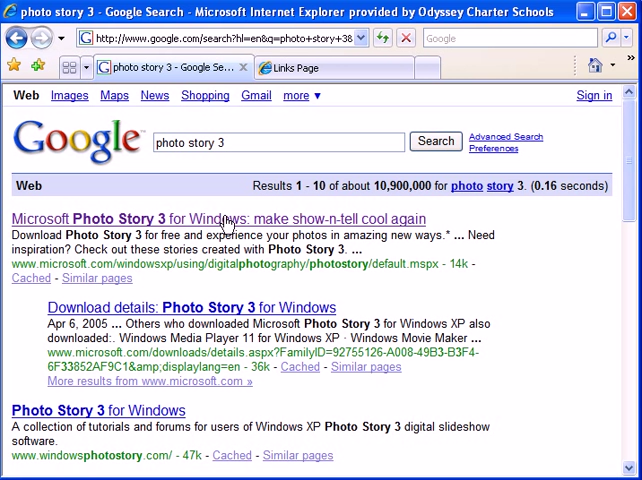 photo story 3 - Google Search - Microsoft Internet Explorer provided by Odyssey Charter Schools
http://www.google.com/search?hl=en&q=photo+story+3& Google
photo story 3 - Google Se... Links Page
Web Images Maps News Shopping Gmail more ▼ Sign in
Google photo story 3 Search Advanced Search
Preferences
Web Results 1 - 10 of about 10,900,000 for photo story 3. (0.16 seconds)
Microsoft Photo Story 3 for Windows: make show-n-tell cool again
Download Photo Story 3 for free and experience your photos in amazing new ways.* ... Need
inspiration? Check out these stories created with Photo Story 3. ...
www.microsoft.com/windowsxp/using/digitalphotography/photostory/default.mspx - 14k -
Cached - Similar pages
Download details: Photo Story 3 for Windows
Apr 6, 2005 ... Others who downloaded Microsoft Photo Story 3 for Windows XP also
downloaded:. Windows Media Player 11 for Windows XP · Windows Movie Maker ...
www.microsoft.com/downloads/details.aspx?FamilyID=92755126-A008-49B3-B3F4-
6F33852AF9C1&amp;displaylang=en - 36k - Cached - Similar pages
More results from www.microsoft.com »
Photo Story 3 for Windows
A collection of tutorials and forums for users of Windows XP Photo Story 3 digital slideshow
software.
www.windowsphotostory.com/ - 47k - Cached - Similar pages